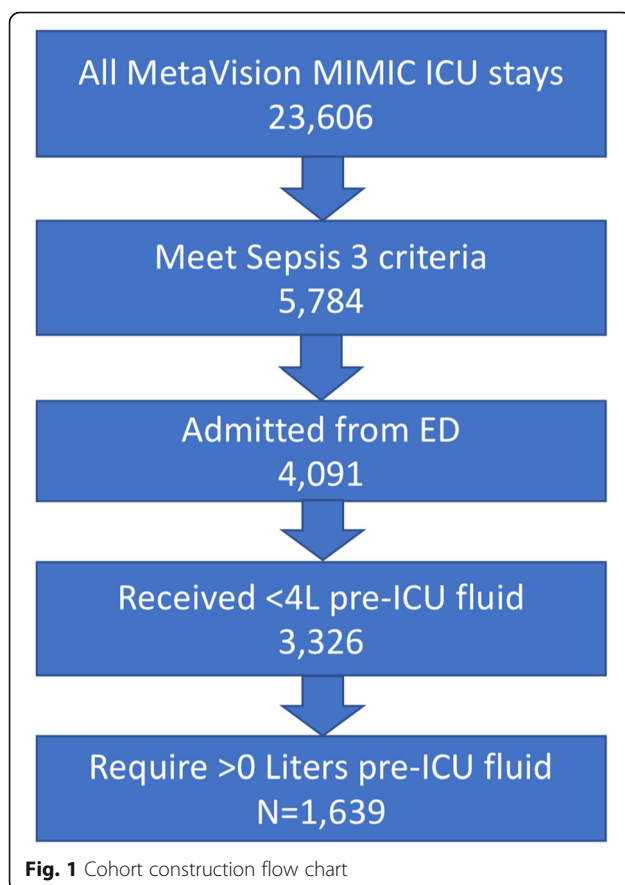 All MetaVision MIMIC ICU stays
23,606
Meet Sepsis 3 criteria
5,784
Admitted from ED
4,091
Received <4L pre-ICU fluid
3,326
Require >0 Liters pre-ICU fluid
N=1,639
Fig. 1 Cohort construction flow chart